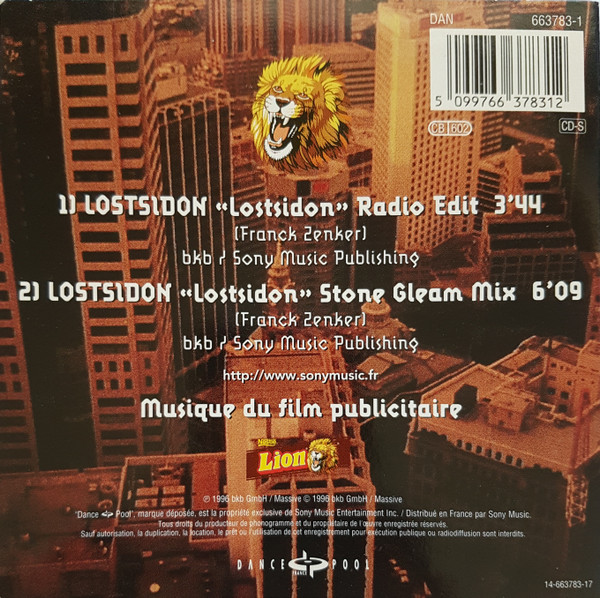 DAN 663783-1
5 099766 378312
CB 602
CD-S
1) LOSTSIDON «Lostsidon» Radio Edit 3'44
(Franck Zenker)
bkb / Sony Music Publishing
2) LOSTSIDON «Lostsidon» Stone Gleam Mix 6'09
(Franck Zenker)
bkb / Sony Music Publishing
http://www.sonymusic.fr
Musique du film publicitaire
Nestlé
Lion
℗ 1996 bkb GmbH / Massive © 1996 bkb GmbH / Massive
'Dance Pool', marque déposée, est la propriété exclusive de Sony Music Entertainment Inc. / Distribué en France par Sony Music.
Tous droits du producteur de phonogramme et du propriétaire de l'œuvre enregistrée réservés.
Sauf autorisation, la duplication, la location, le prêt ou l'utilisation de cet enregistrement pour exécution publique ou radiodiffusion sont interdits.
DANCE POOL
FRANCE
14-663783-17